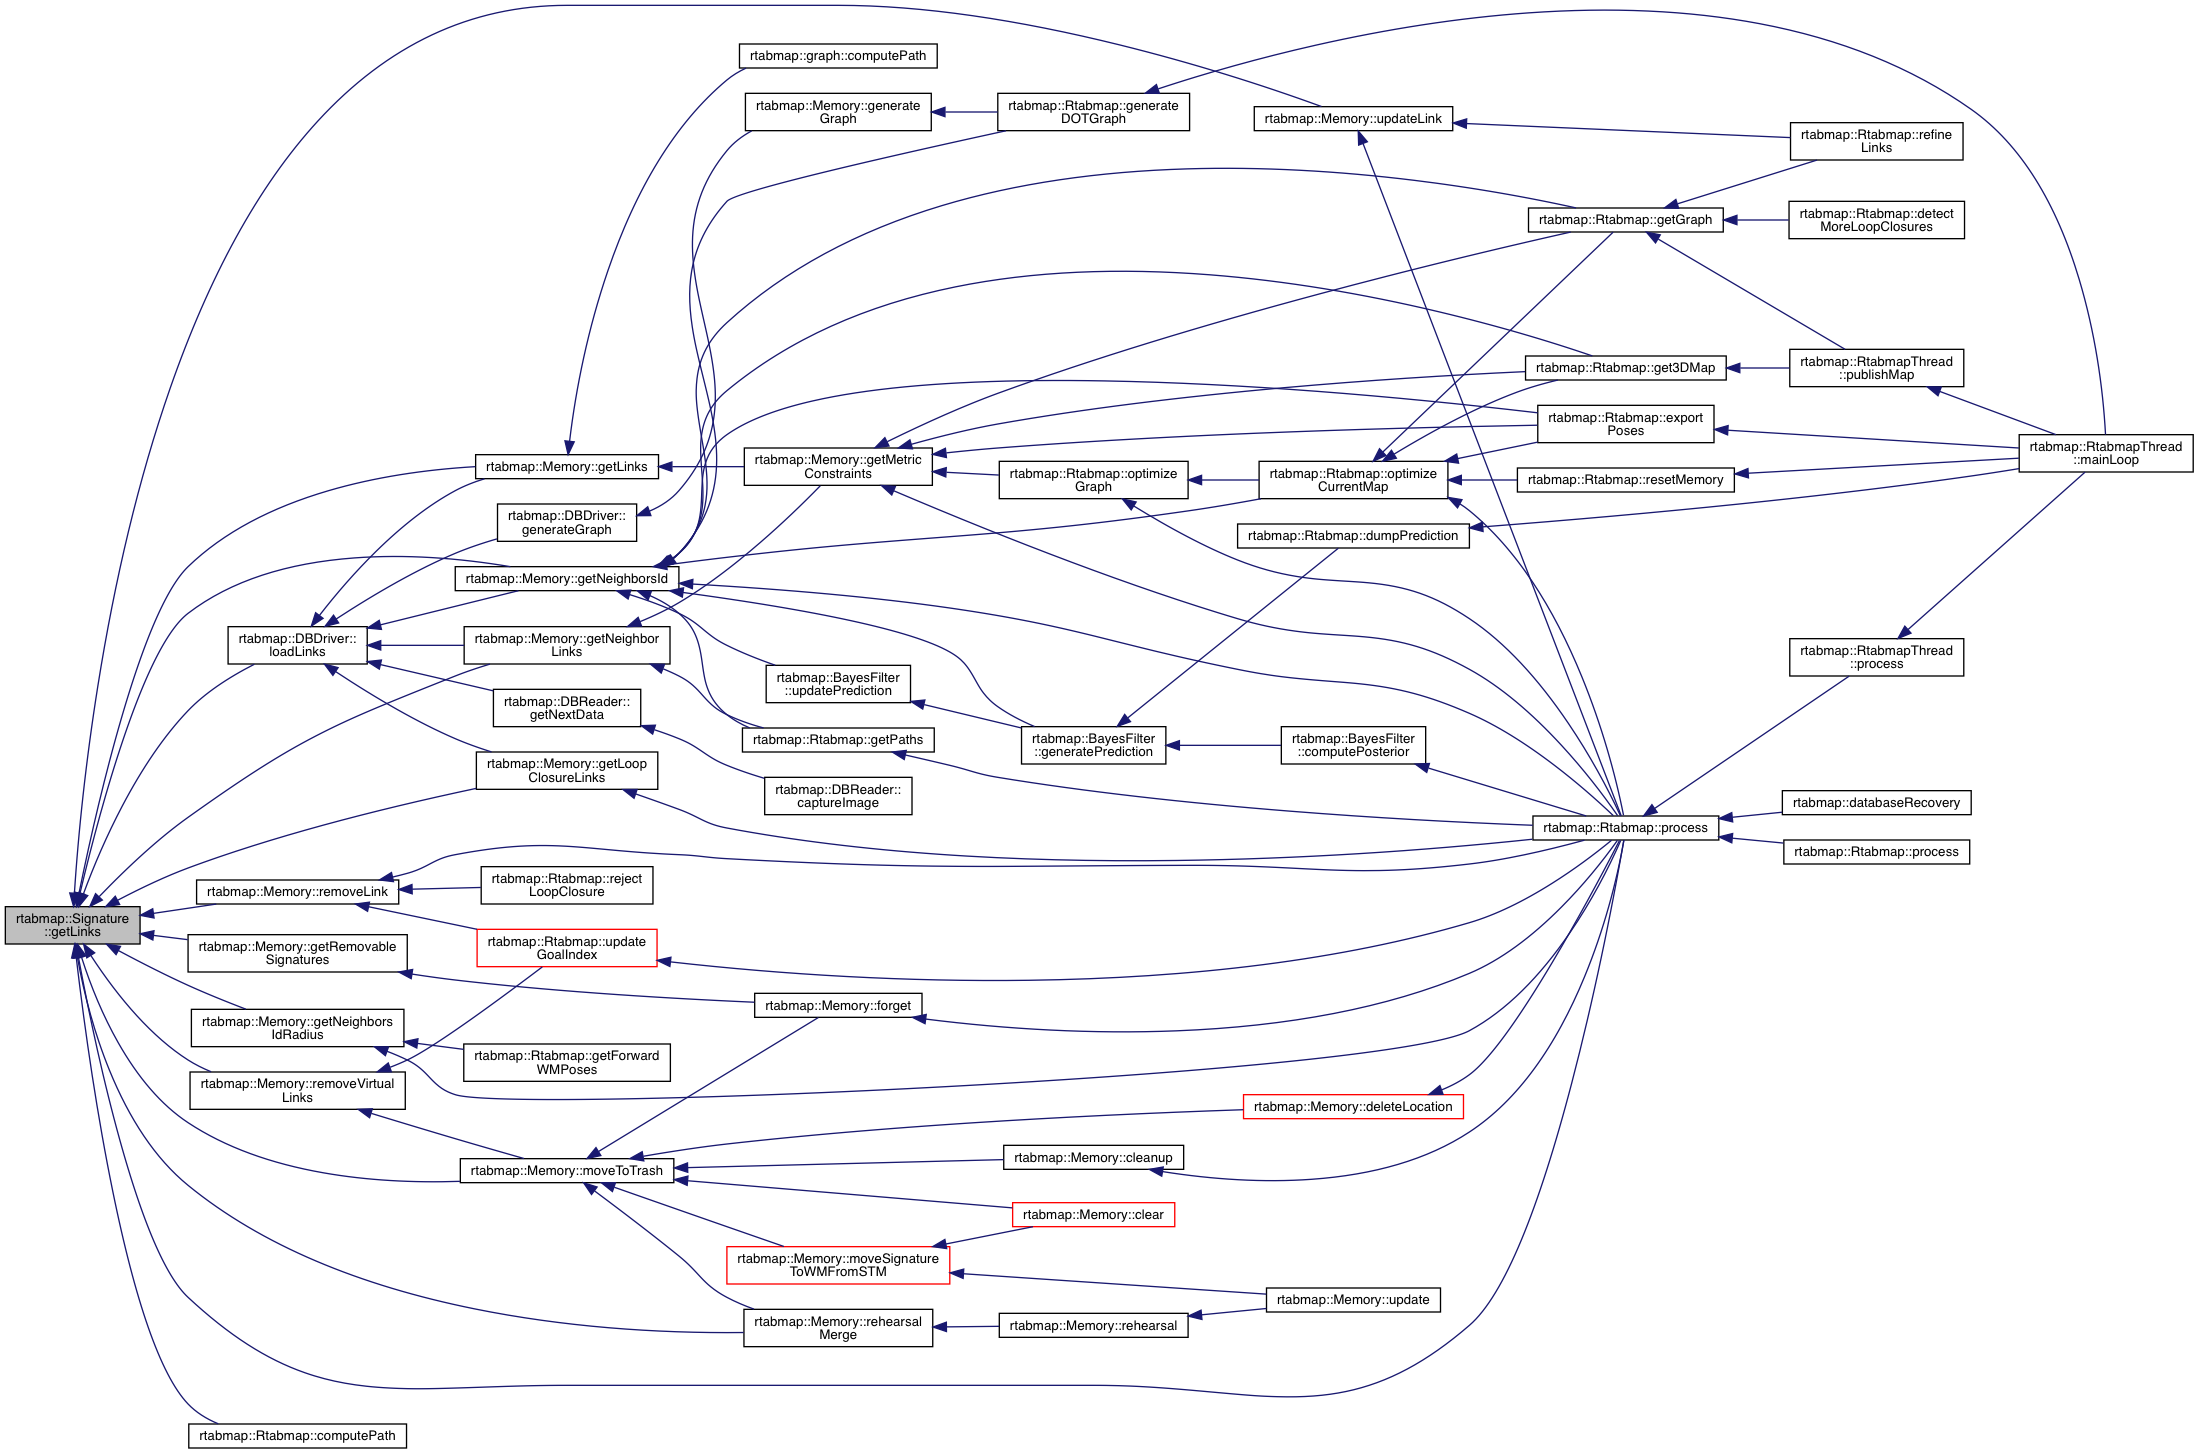 rtabmap::graph::computePath
rtabmap::Memory::generate
Graph
rtabmap::Rtabmap::generate
DOTGraph
rtabmap::Memory::updateLink
rtabmap::Rtabmap::refine
Links
rtabmap::Rtabmap::getGraph
rtabmap::Rtabmap::detect
MoreLoopClosures
rtabmap::Rtabmap::get3DMap
rtabmap::RtabmapThread
::publishMap
rtabmap::Rtabmap::export
Poses
rtabmap::RtabmapThread
::mainLoop
rtabmap::Memory::getLinks
rtabmap::Memory::getMetric
Constraints
rtabmap::Rtabmap::optimize
Graph
rtabmap::Rtabmap::optimize
CurrentMap
rtabmap::Rtabmap::resetMemory
rtabmap::DBDriver::
generateGraph
rtabmap::Rtabmap::dumpPrediction
rtabmap::Memory::getNeighborsId
rtabmap::DBDriver::
loadLinks
rtabmap::Memory::getNeighbor
Links
rtabmap::RtabmapThread
::process
rtabmap::BayesFilter
::updatePrediction
rtabmap::DBReader::
getNextData
rtabmap::Rtabmap::getPaths
rtabmap::BayesFilter
::generatePrediction
rtabmap::BayesFilter
::computePosterior
rtabmap::Memory::getLoop
ClosureLinks
rtabmap::DBReader::
captureImage
rtabmap::databaseRecovery
rtabmap::Rtabmap::process
rtabmap::Rtabmap::process
rtabmap::Memory::removeLink
rtabmap::Rtabmap::reject
LoopClosure
rtabmap::Signature
::getLinks
rtabmap::Memory::getRemovable
Signatures
rtabmap::Rtabmap::update
GoalIndex
rtabmap::Memory::forget
rtabmap::Memory::getNeighbors
IdRadius
rtabmap::Rtabmap::getForward
WMPoses
rtabmap::Memory::removeVirtual
Links
rtabmap::Memory::deleteLocation
rtabmap::Memory::moveToTrash
rtabmap::Memory::cleanup
rtabmap::Memory::clear
rtabmap::Memory::moveSignature
ToWMFromSTM
rtabmap::Memory::update
rtabmap::Memory::rehearsal
Merge
rtabmap::Memory::rehearsal
rtabmap::Rtabmap::computePath